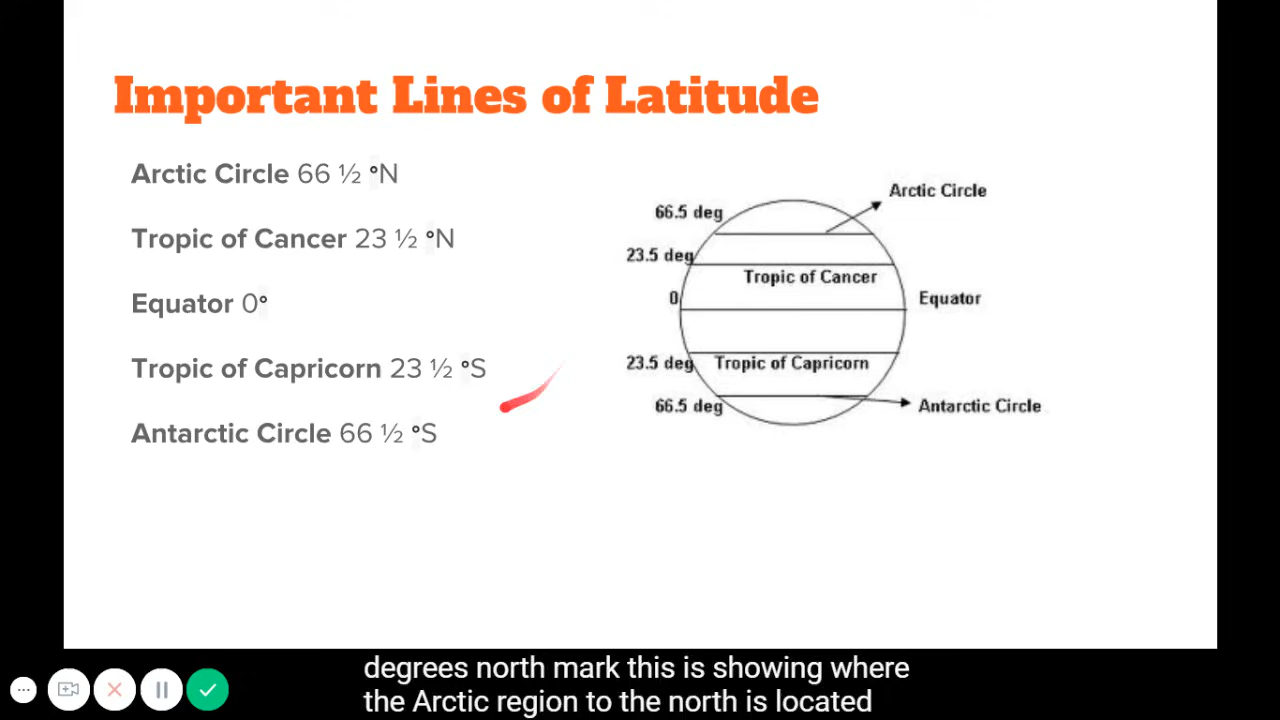 Important Lines of Latitude
Arctic Circle 66 ½ °N
Tropic of Cancer 23 ½ °N
Equator 0°
Tropic of Capricorn 23 ½ °S
Antarctic Circle 66 ½ °S
Arctic Circle
66.5 deg
23.5 deg
Tropic of Cancer
0
Equator
23.5 deg
Tropic of Capricorn
66.5 deg
Antarctic Circle
degrees north mark this is showing where
the Arctic region to the north is located